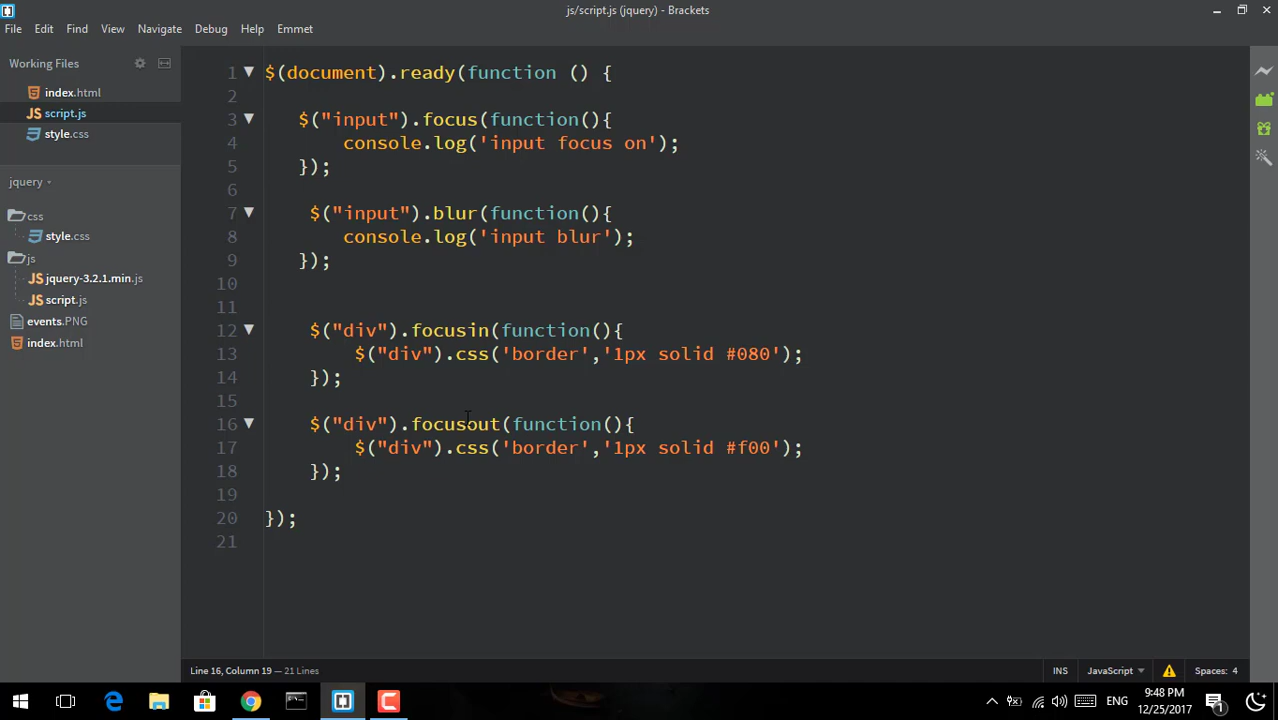 js/script.js (jquery) - Brackets
File Edit Find View Navigate Debug Help Emmet
Working Files
index.html
script.js
style.css
jquery
css
style.css
js
jquery-3.2.1.min.js
script.js
events.PNG
index.html
1 $(document).ready(function () {
2
3 $("input").focus(function(){
4 console.log('input focus on');
5 });
6
7 $("input").blur(function(){
8 console.log('input blur');
9 });
10
11
12 $("div").focusin(function(){
13 $("div").css('border','1px solid #080');
14 });
15
16 $("div").focusout(function(){
17 $("div").css('border','1px solid #f00');
18 });
19
20 });
21
Line 16, Column 19 — 21 Lines
INS JavaScript Spaces: 4
ENG
9:48 PM
12/25/2017
1